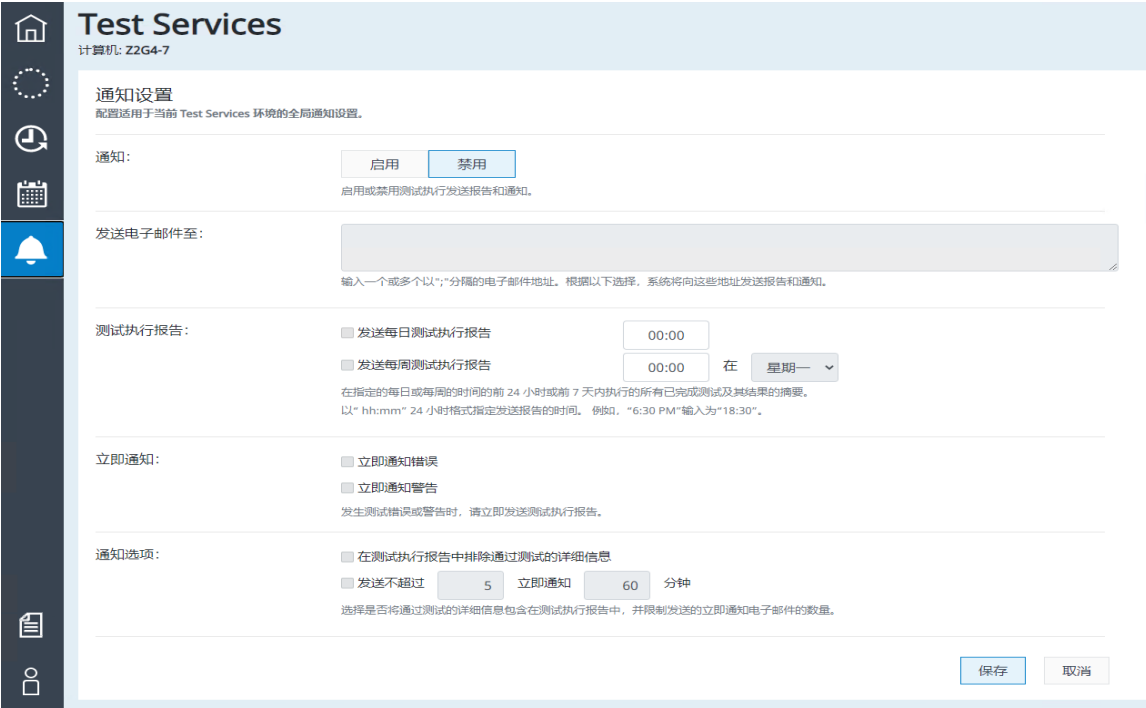 Test Services
计算机: Z2G4-7
通知设置
配置适用于当前 Test Services 环境的全局通知设置。
通知:
启用 禁用
启用或禁用测试执行发送报告和通知。
发送电子邮件至:
输入一个或多个以";"分隔的电子邮件地址。根据以下选择，系统将向这些地址发送报告和通知。
测试执行报告:
发送每日测试执行报告 00:00
发送每周测试执行报告 00:00 在 星期一
在指定的每日或每周的时间的前 24 小时或前 7 天内执行的所有已完成测试及其结果的摘要。
以" hh:mm" 24 小时格式指定发送报告的时间。 例如，"6:30 PM"输入为"18:30"。
立即通知:
立即通知错误
立即通知警告
发生测试错误或警告时，请立即发送测试执行报告。
通知选项:
在测试执行报告中排除通过测试的详细信息
发送不超过 5 立即通知 60 分钟
选择是否将通过测试的详细信息包含在测试执行报告中，并限制发送的立即通知电子邮件的数量。
保存 取消